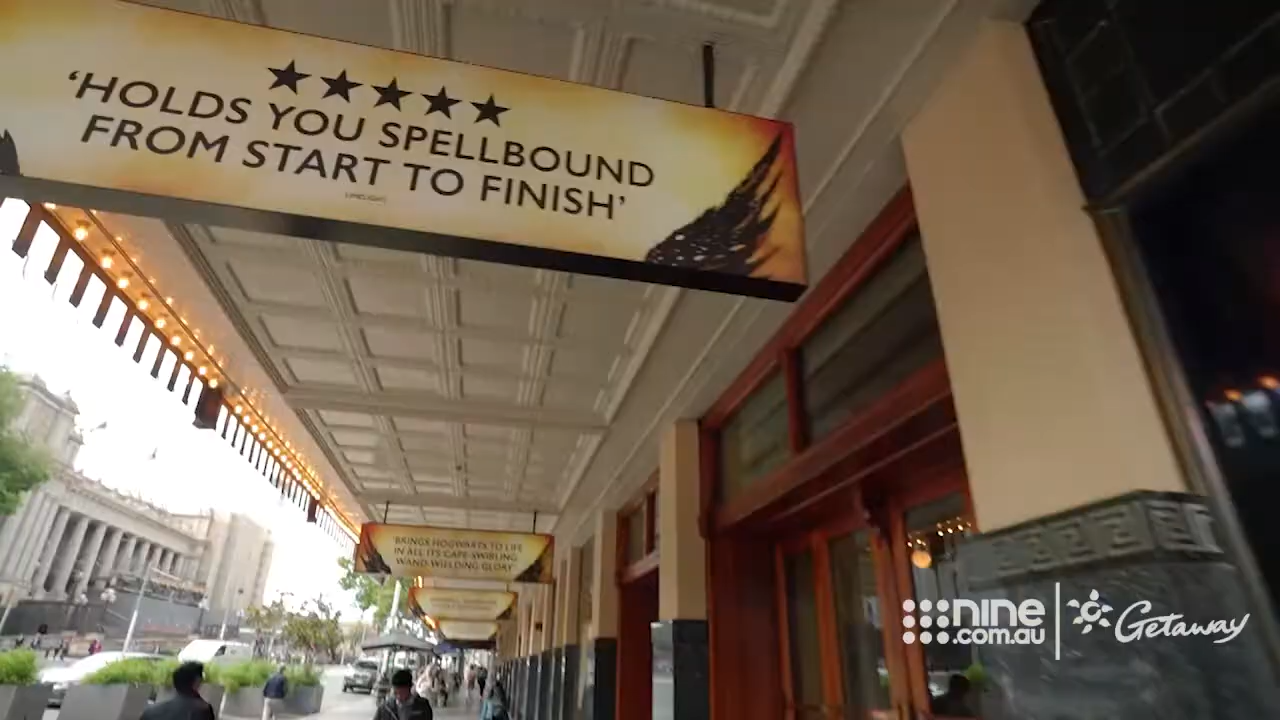 ★★★★★
'HOLDS YOU SPELLBOUND
FROM START TO FINISH'
LIMELIGHT
'BRINGS HOGWARTS TO LIFE
IN ALL ITS CAPE-SWIRLING
WAND-WIELDING GLORY'
nine
.com.au
Getaway